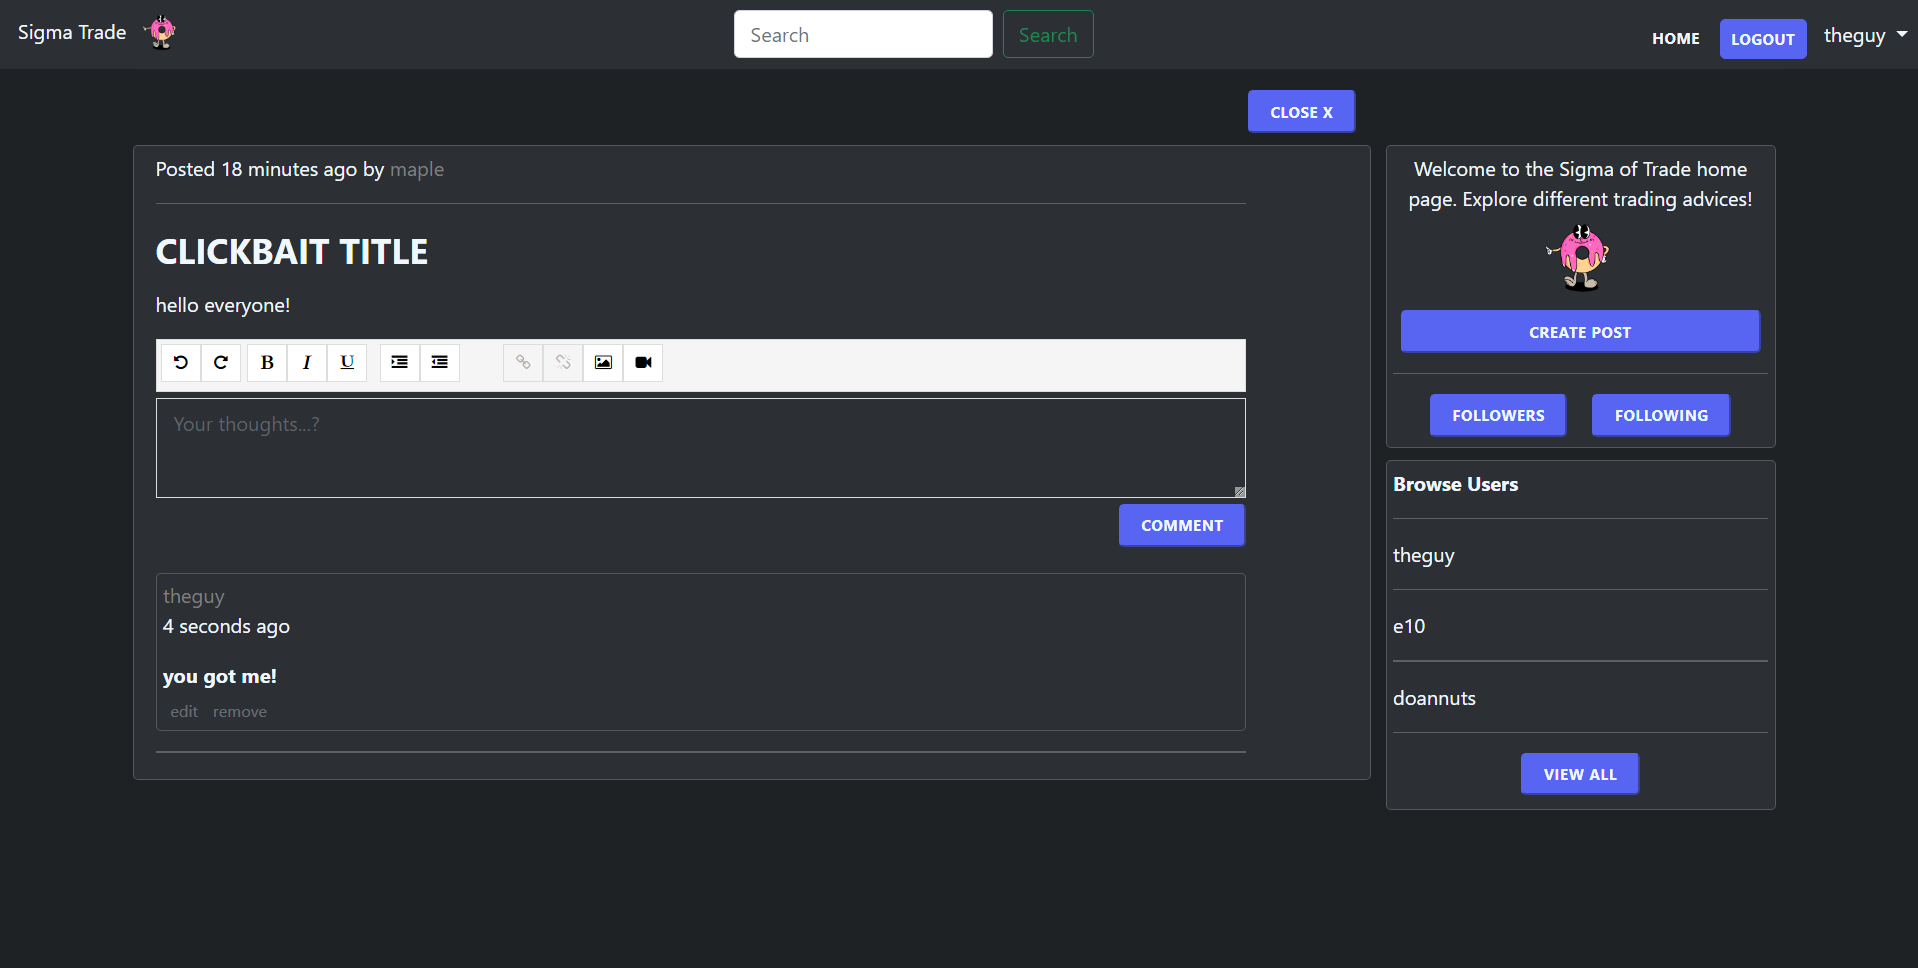 Sigma Trade
Search
Search
HOME
LOGOUT
theguy
CLOSE X
Posted 18 minutes ago by maple
CLICKBAIT TITLE
hello everyone!
B I U
Your thoughts...?
COMMENT
theguy
4 seconds ago
you got me!
edit remove
Welcome to the Sigma of Trade home
page. Explore different trading advices!
CREATE POST
FOLLOWERS
FOLLOWING
Browse Users
theguy
e10
doannuts
VIEW ALL